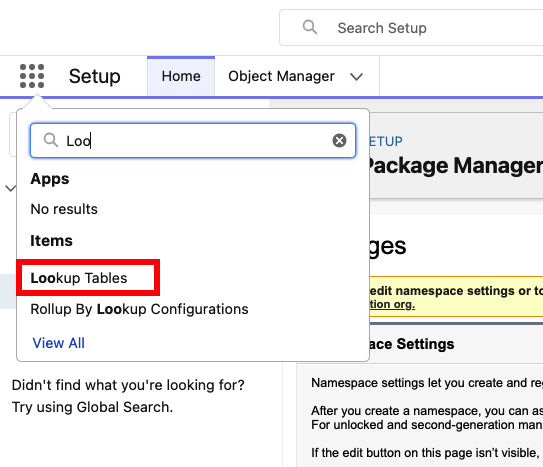 Search Setup
Setup
Home
Object Manager
Loo
Apps
No results
Items
Lookup Tables
Rollup By Lookup Configurations
View All
Didn't find what you're looking for?
Try using Global Search.
ETUP
Package Manager
ges
edit namespace settings or to
tion org.
ce Settings
Namespace settings let you create and reg
After you create a namespace, you can as
For unlocked and second-generation man
If the edit button on this page isn't visible,